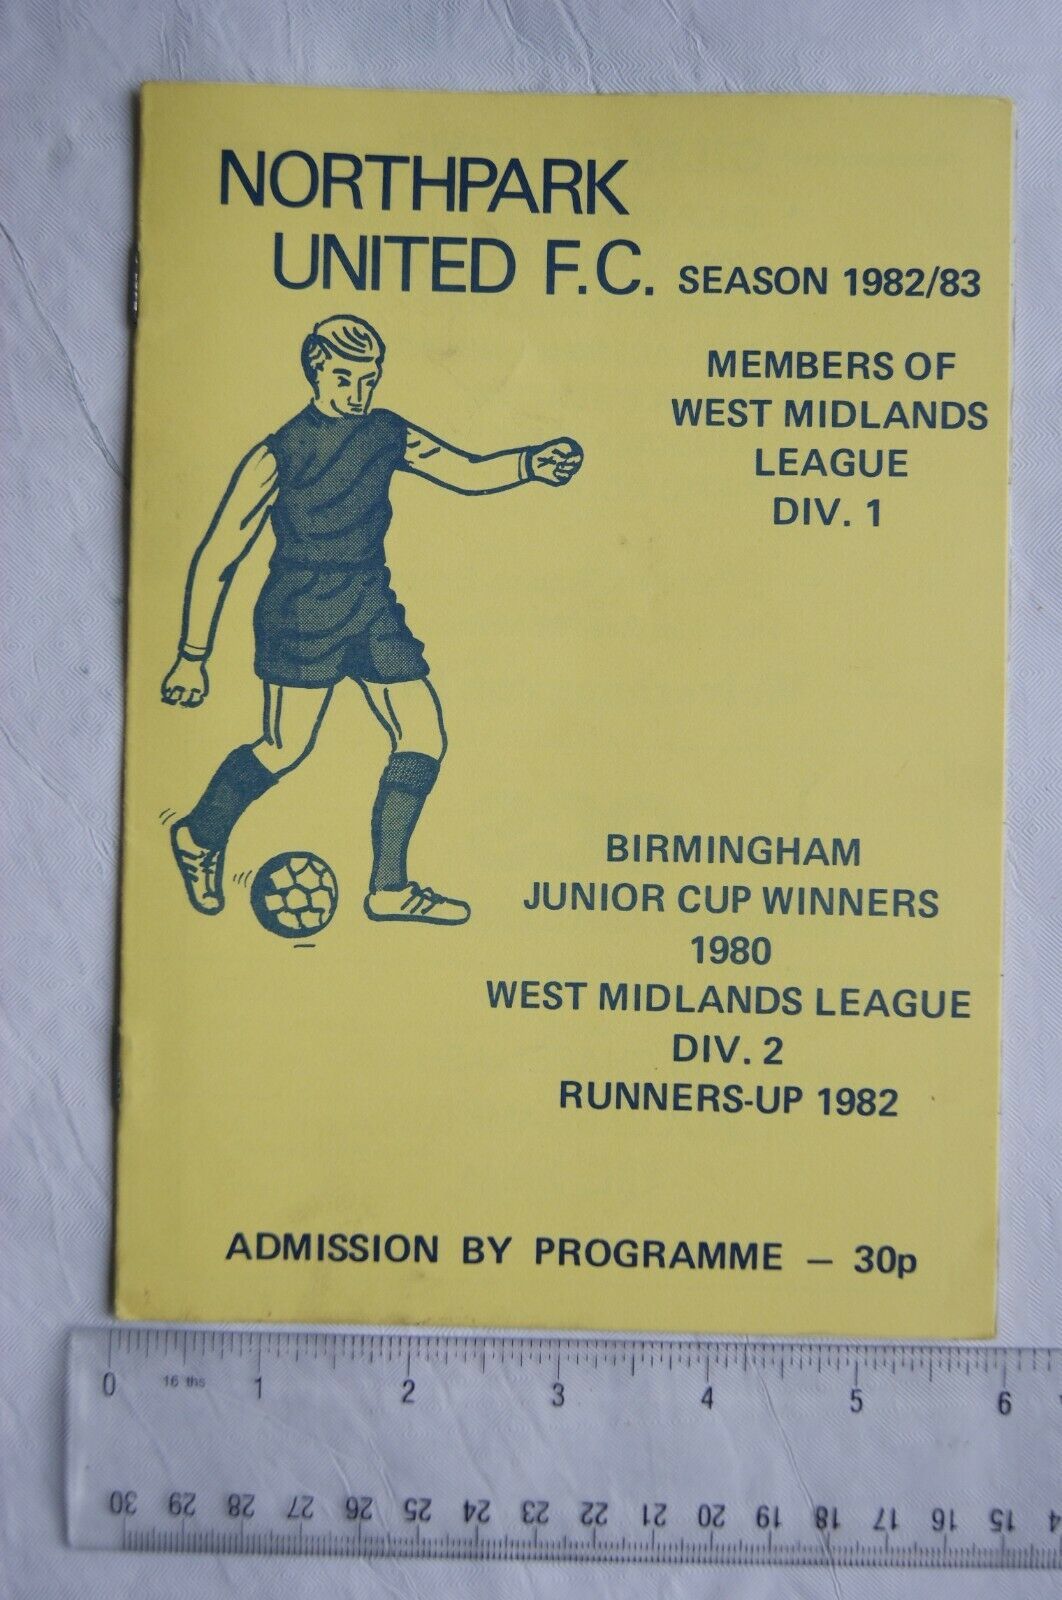 NORTHPARK
UNITED F.C. SEASON 1982/83
MEMBERS OF
WEST MIDLANDS
LEAGUE
DIV. 1
BIRMINGHAM
JUNIOR CUP WINNERS
1980
WEST MIDLANDS LEAGUE
DIV. 2
RUNNERS-UP 1982
ADMISSION BY PROGRAMME – 30p
0 16 ths 1 2 3 4 5 6
30 29 28 27 26 25 24 23 22 21 20 19 18 17 16 15